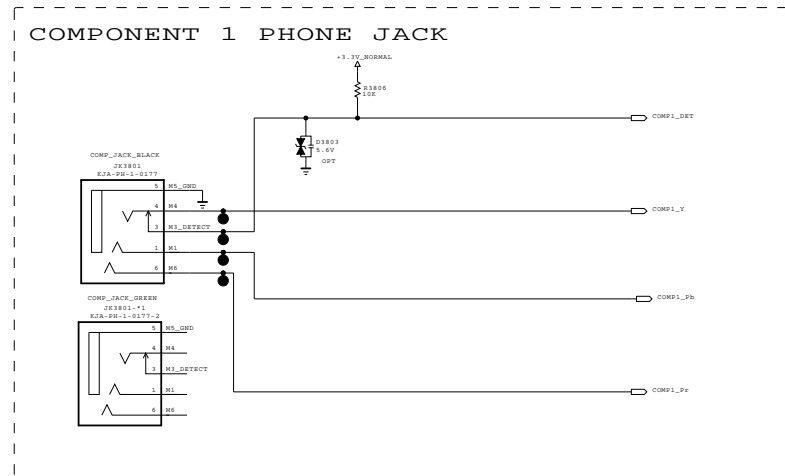 COMPONENT 1 PHONE JACK
+3.3V_NORMAL
R3806
10K
COMP1_DET
D3803
5.6V
OPT
COMP_JACK_BLACK
JK3801
KJA-PH-1-0177
5 M5_GND
4 M4
COMP1_Y
3 M3_DETECT
1 M1
6 M6
COMP1_Pb
COMP_JACK_GREEN
JK3801-*1
KJA-PH-1-0177-2
5 M5_GND
4 M4
3 M3_DETECT
1 M1
COMP1_Pr
6 M6